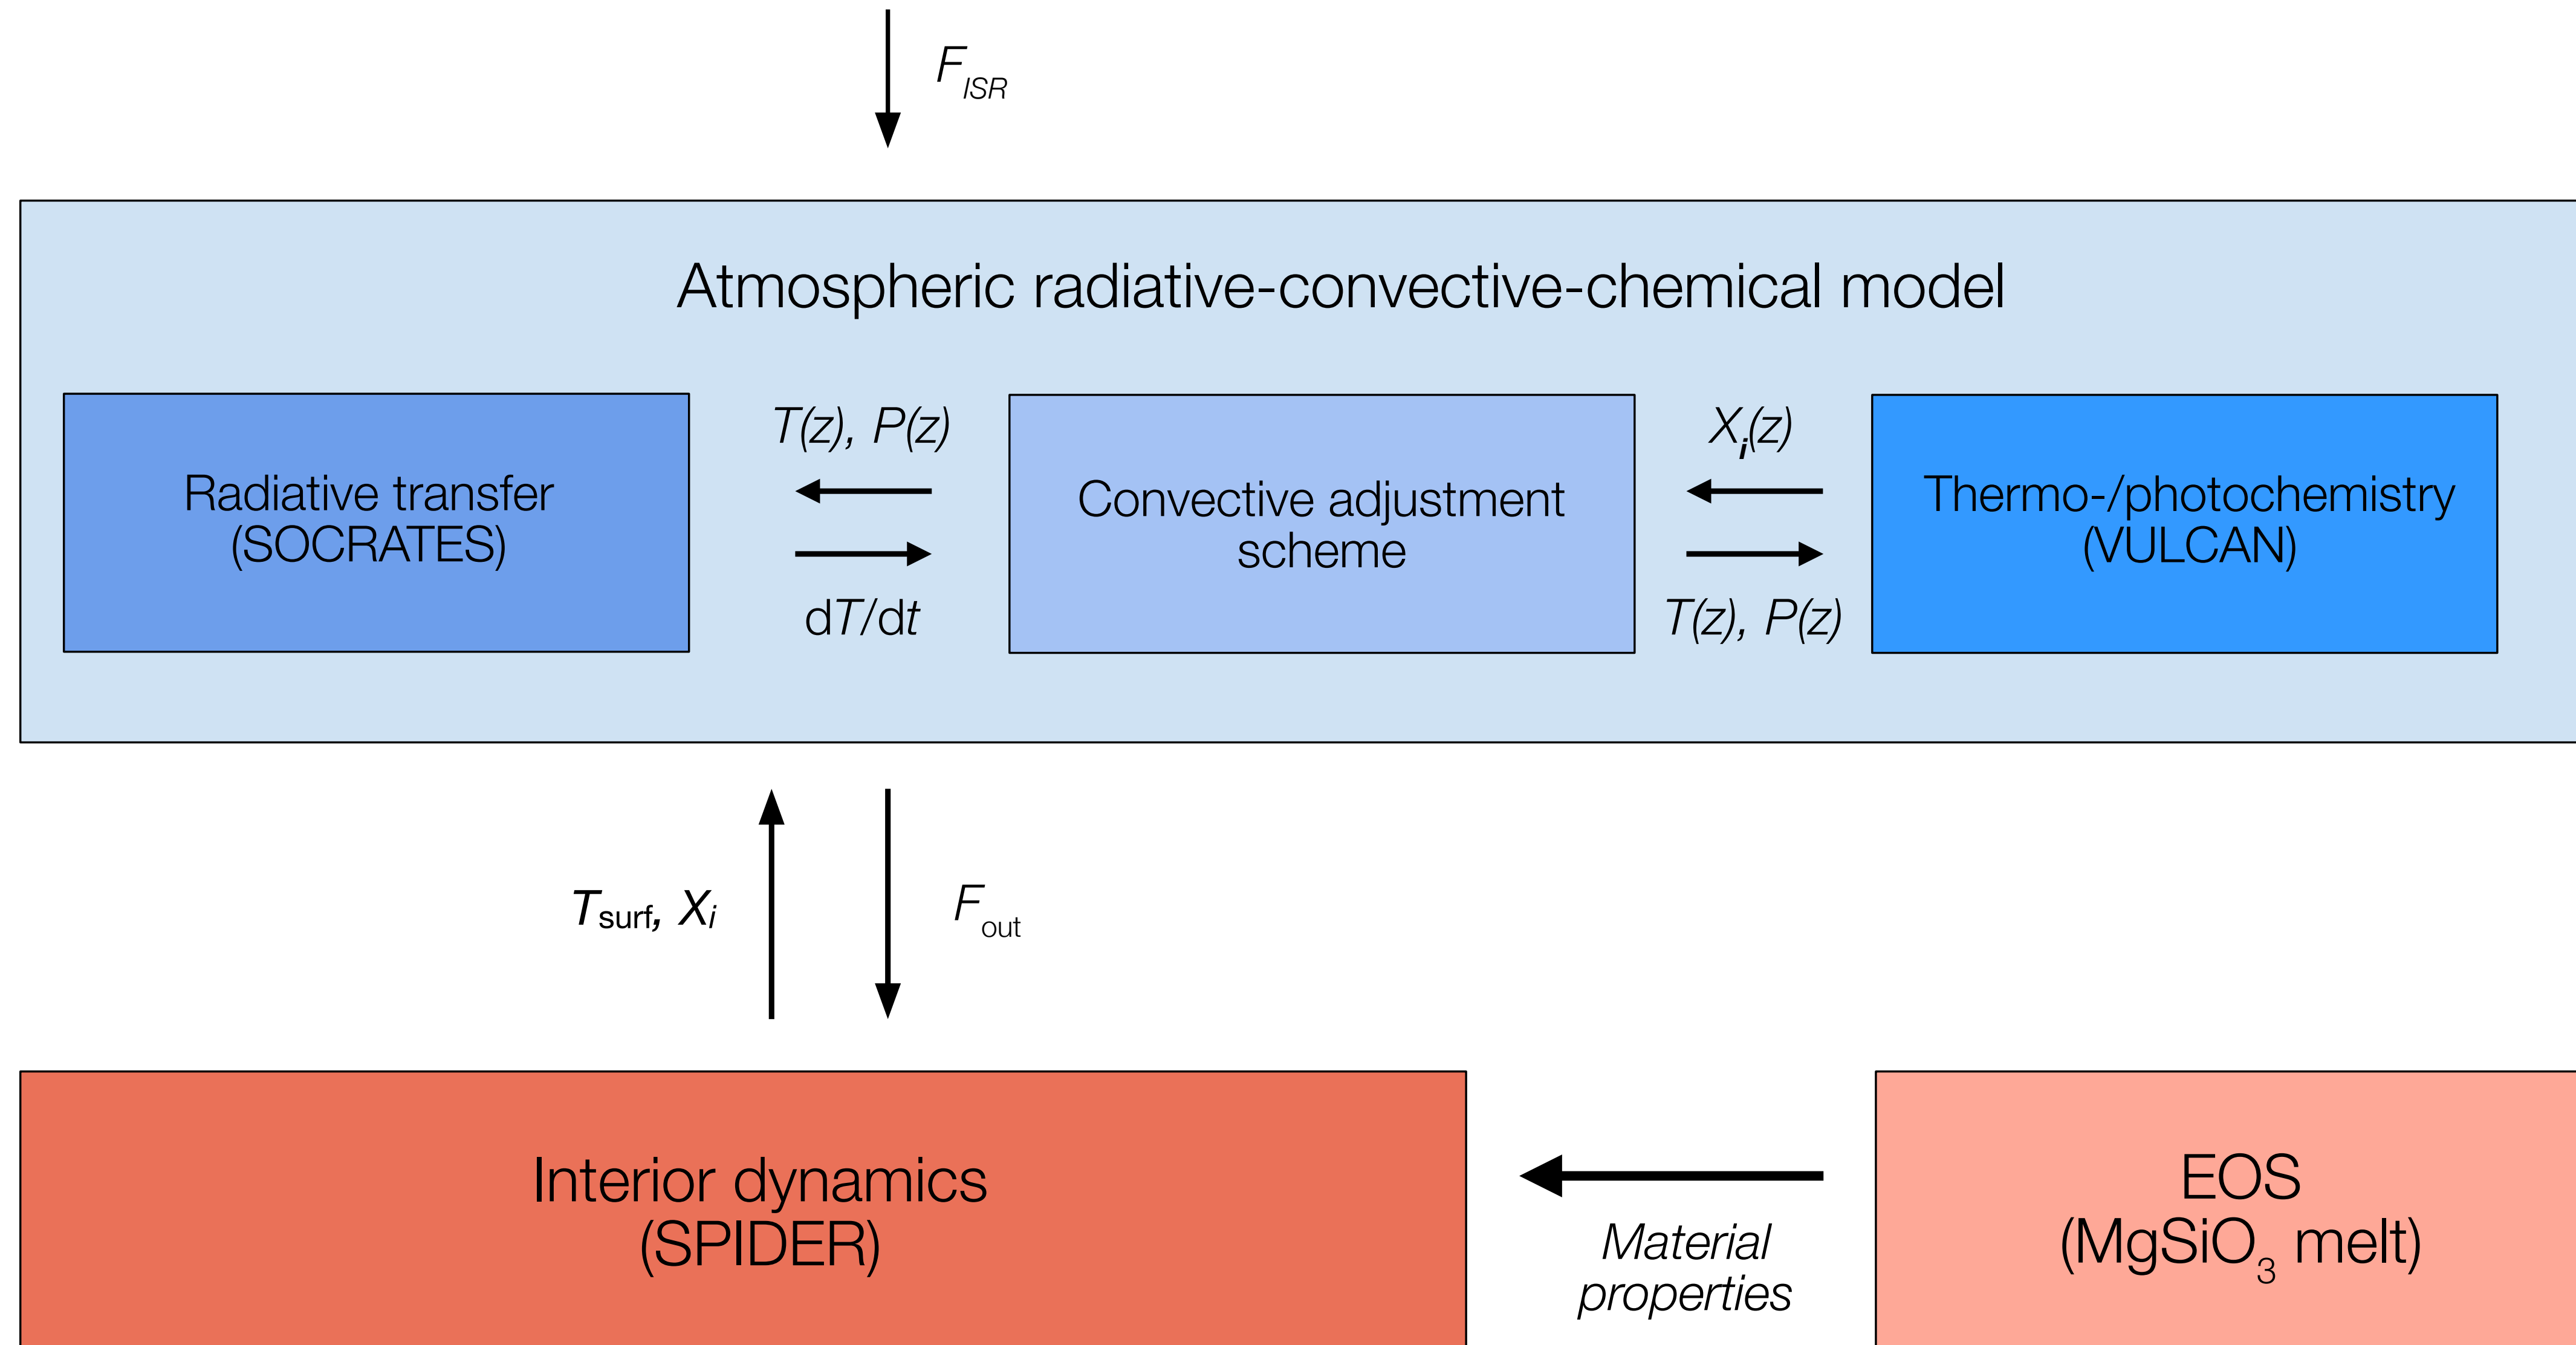 F_ISR
Atmospheric radiative-convective-chemical model
T(z), P(z)
X_i(z)
Radiative transfer
(SOCRATES)
Convective adjustment
scheme
Thermo-/photochemistry
(VULCAN)
dT/dt
T(z), P(z)
T_surf, X_i
F_out
Interior dynamics
(SPIDER)
Material
properties
EOS
(MgSiO₃ melt)